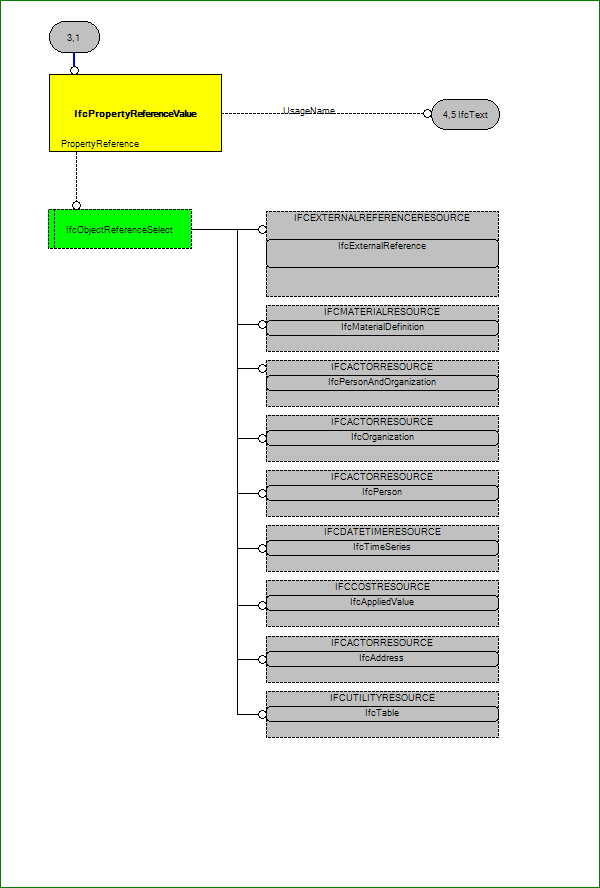 3,1
IfcPropertyReferenceValue
UsageName
4,5 IfcText
PropertyReference
IfcObjectReferenceSelect
IFCEXTERNALREFERENCERESOURCE
IfcExternalReference
IFCMATERIALRESOURCE
IfcMaterialDefinition
IFCACTORRESOURCE
IfcPersonAndOrganization
IFCACTORRESOURCE
IfcOrganization
IFCACTORRESOURCE
IfcPerson
IFCDATETIMERESOURCE
IfcTimeSeries
IFCCOSTRESOURCE
IfcAppliedValue
IFCACTORRESOURCE
IfcAddress
IFCUTILITYRESOURCE
IfcTable